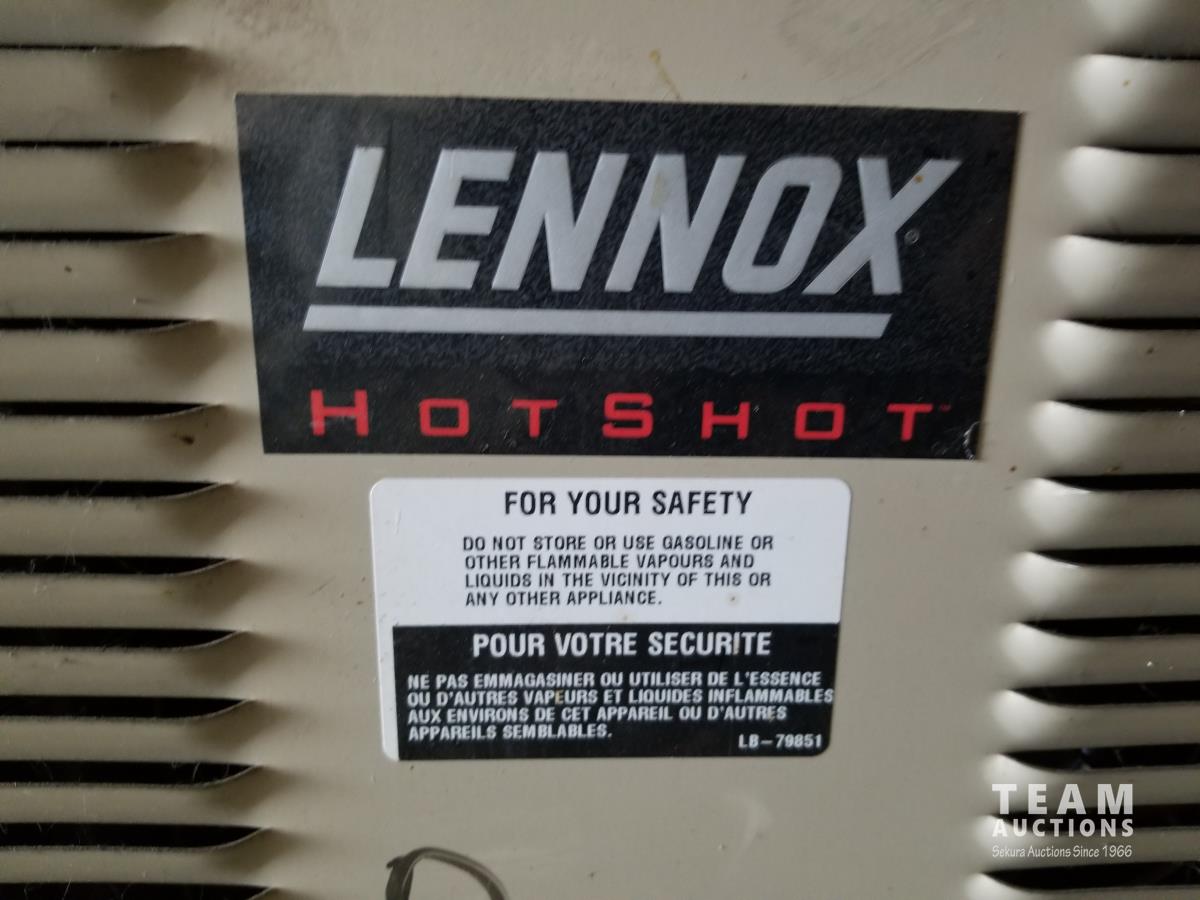 LENNOX®
HOTSHOT™
FOR YOUR SAFETY
DO NOT STORE OR USE GASOLINE OR
OTHER FLAMMABLE VAPOURS AND
LIQUIDS IN THE VICINITY OF THIS OR
ANY OTHER APPLIANCE.
POUR VOTRE SECURITE
NE PAS EMMAGASINER OU UTILISER DE L'ESSENCE
OU D'AUTRES VAPEURS ET LIQUIDES INFLAMMABLES
AUX ENVIRONS DE CET APPAREIL OU D'AUTRES
APPAREILS SEMBLABLES.
LB-79851
TEAM
AUCTIONS
Sekura Auctions Since 1966